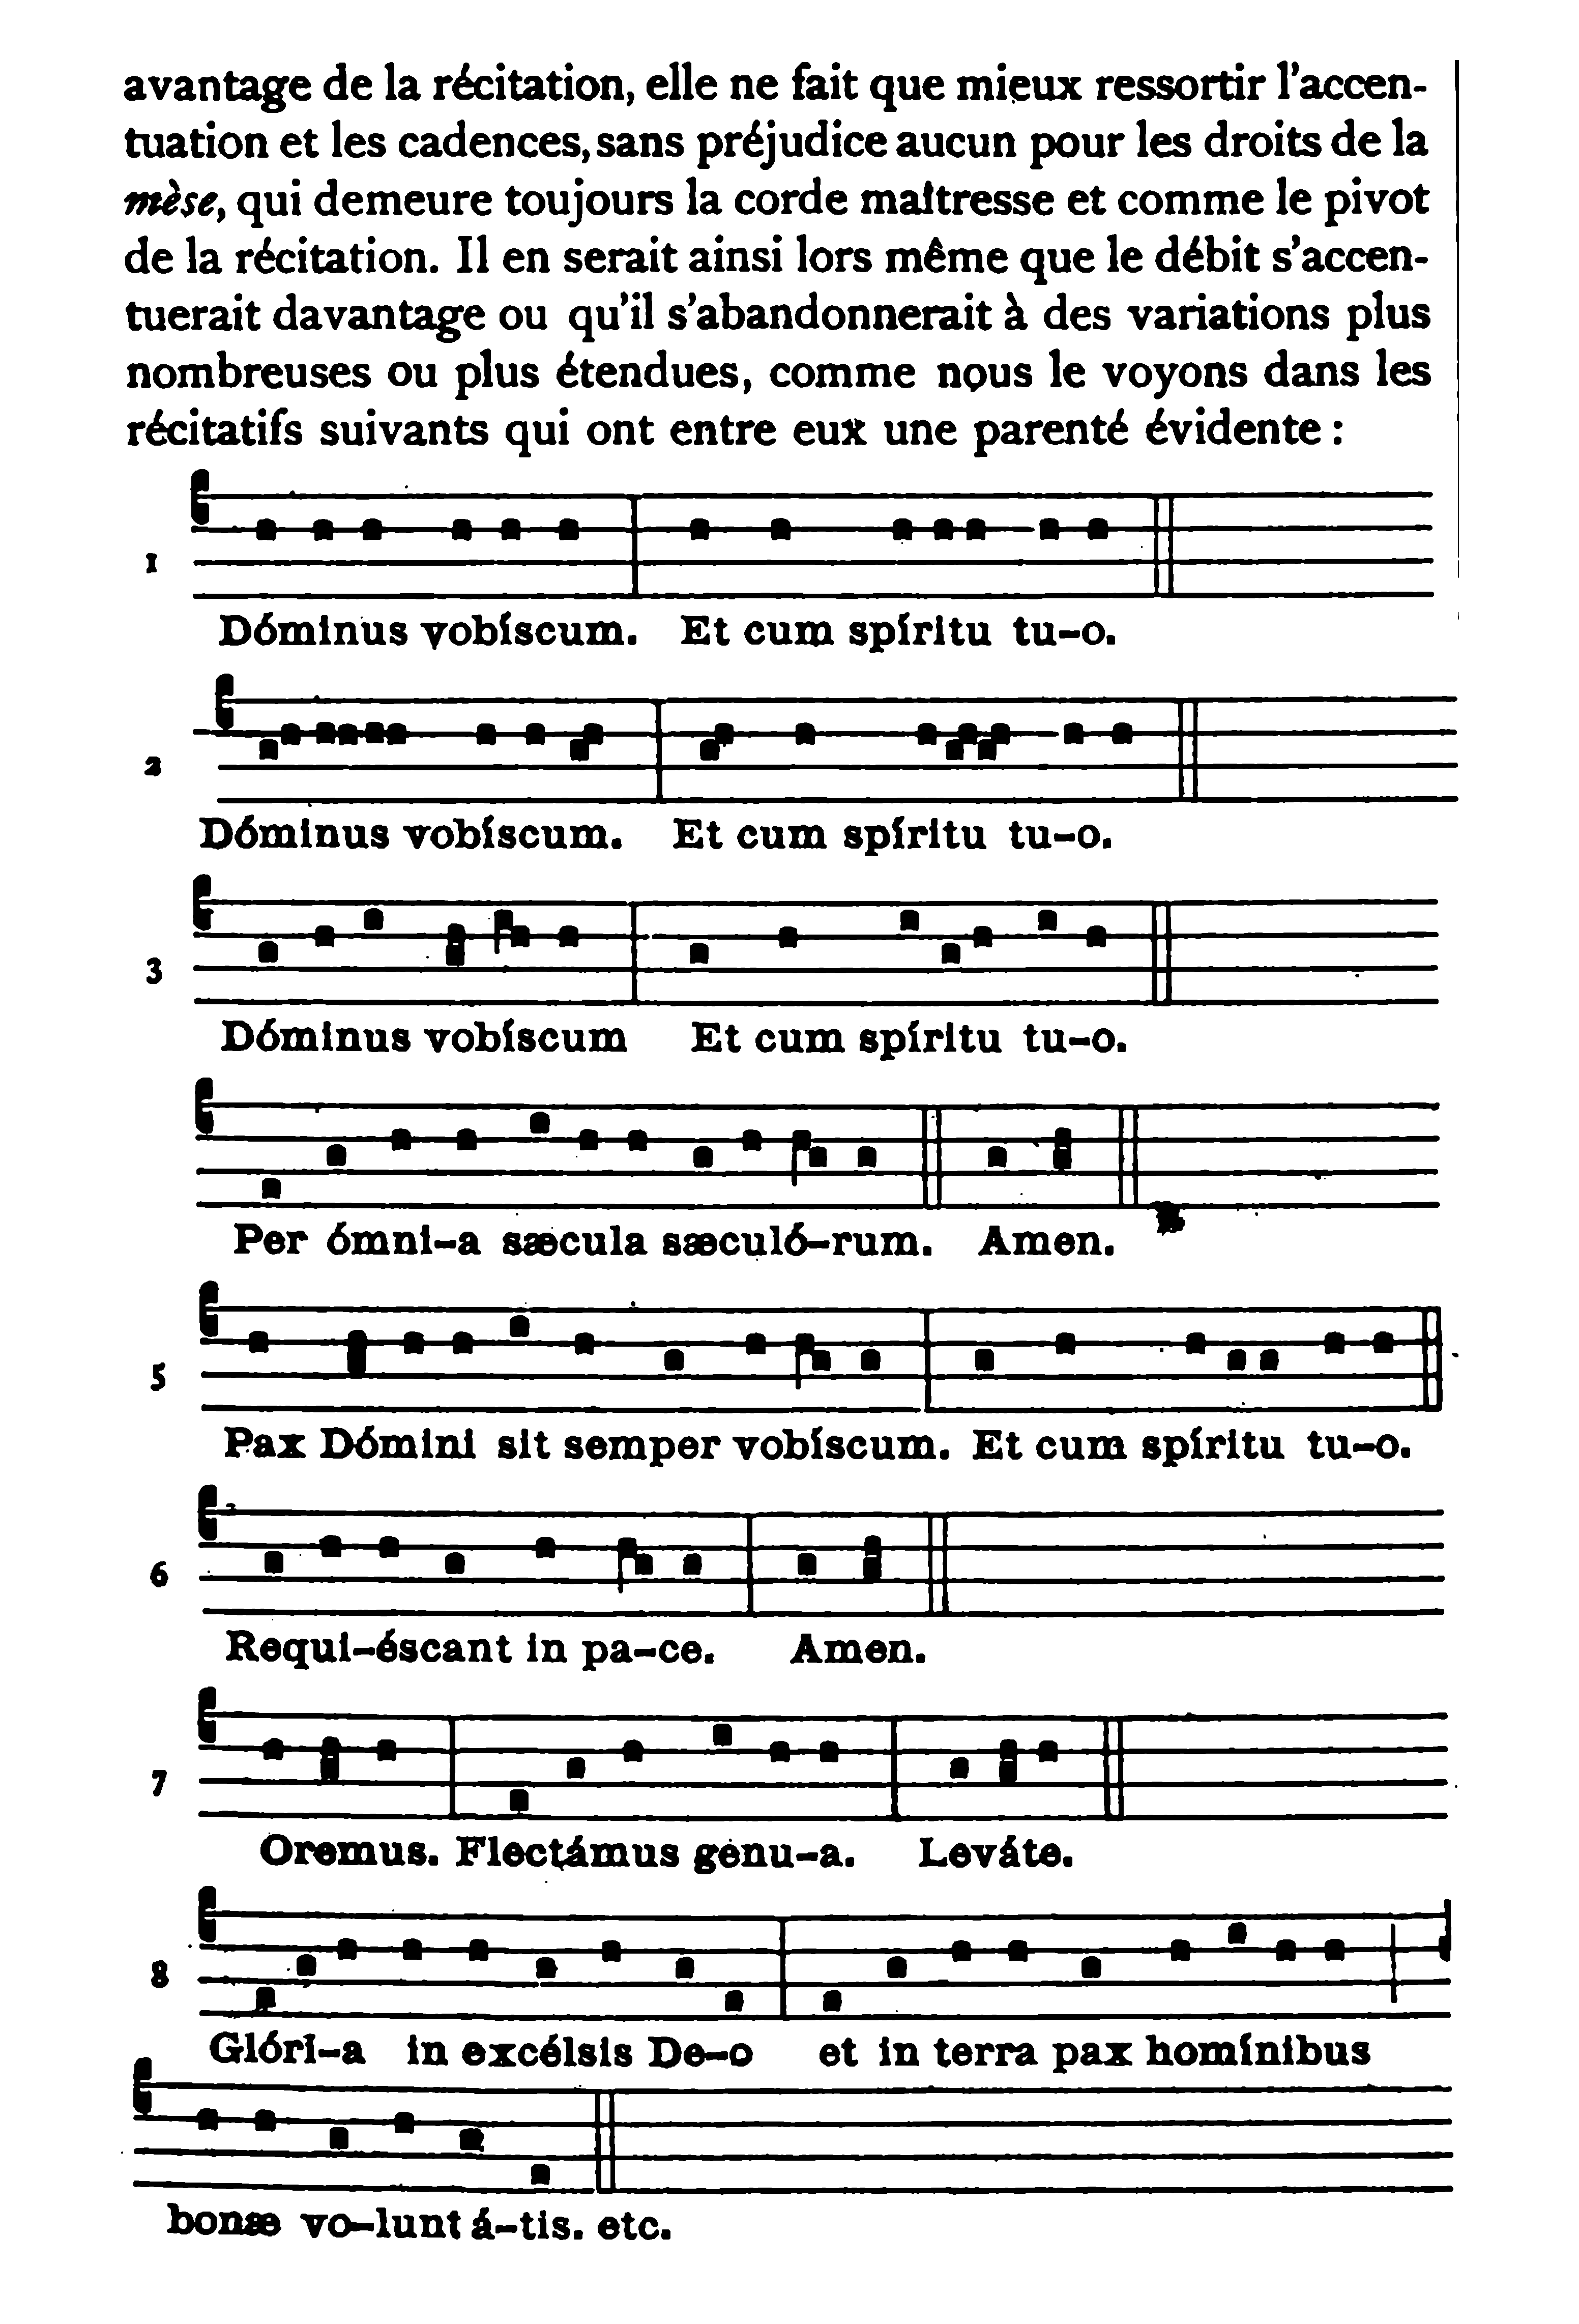 avantage de la récitation, elle ne fait que mieux ressortir l'accen-
tuation et les cadences, sans préjudice aucun pour les droits de la
mèse, qui demeure toujours la corde maîtresse et comme le pivot
de la récitation. Il en serait ainsi lors même que le débit s'accen-
tuerait davantage ou qu'il s'abandonnerait à des variations plus
nombreuses ou plus étendues, comme nous le voyons dans les
récitatifs suivants qui ont entre eux une parenté évidente :
1
Dóminus vobíscum. Et cum spíritu tu-o.
2
Dóminus vobíscum. Et cum spíritu tu-o.
3
Dóminus vobíscum Et cum spíritu tu-o.
Per ómni-a sæcula sæculó-rum. Amen.
5
Pax Dómini sit semper vobíscum. Et cum spíritu tu-o.
6
Requi-éscant in pa-ce. Amen.
7
Oremus. Flectámus genu-a. Leváte.
8
Glóri-a in excélsis De-o et in terra pax homínibus
bonæ vo-lunt á-tis. etc.